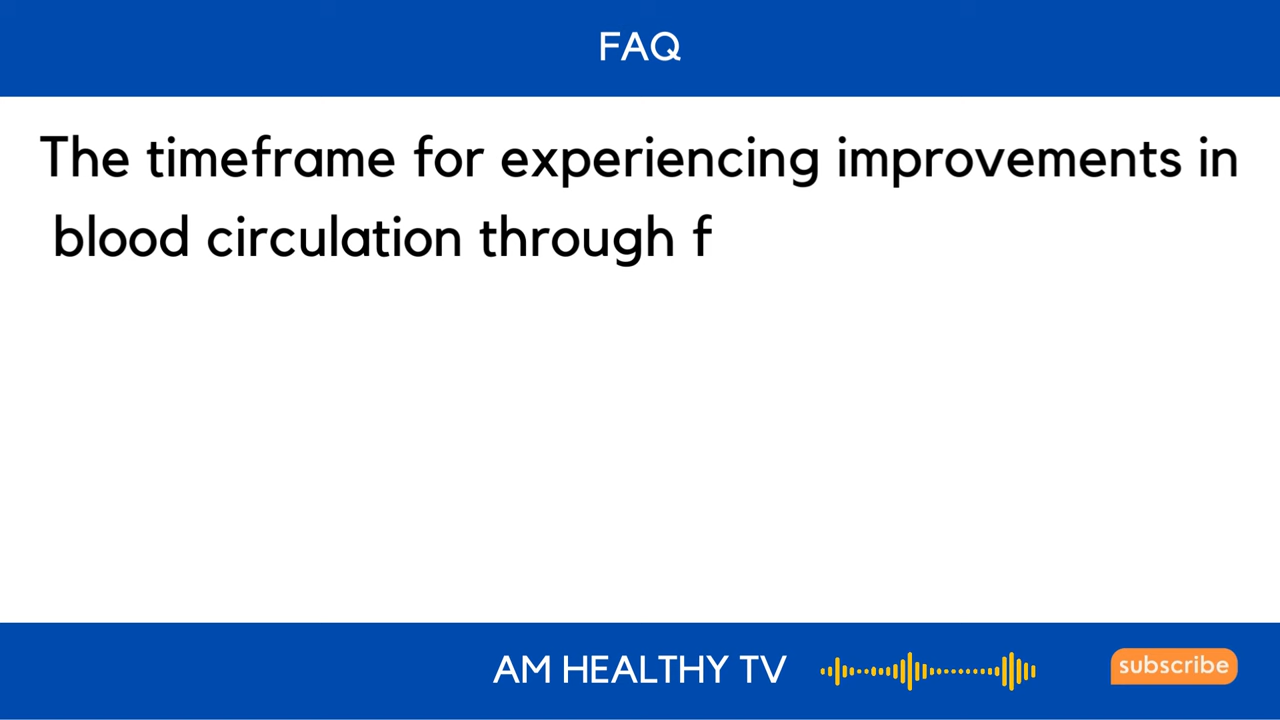 FAQ
The timeframe for experiencing improvements in
blood circulation through f
AM HEALTHY TV
subscribe